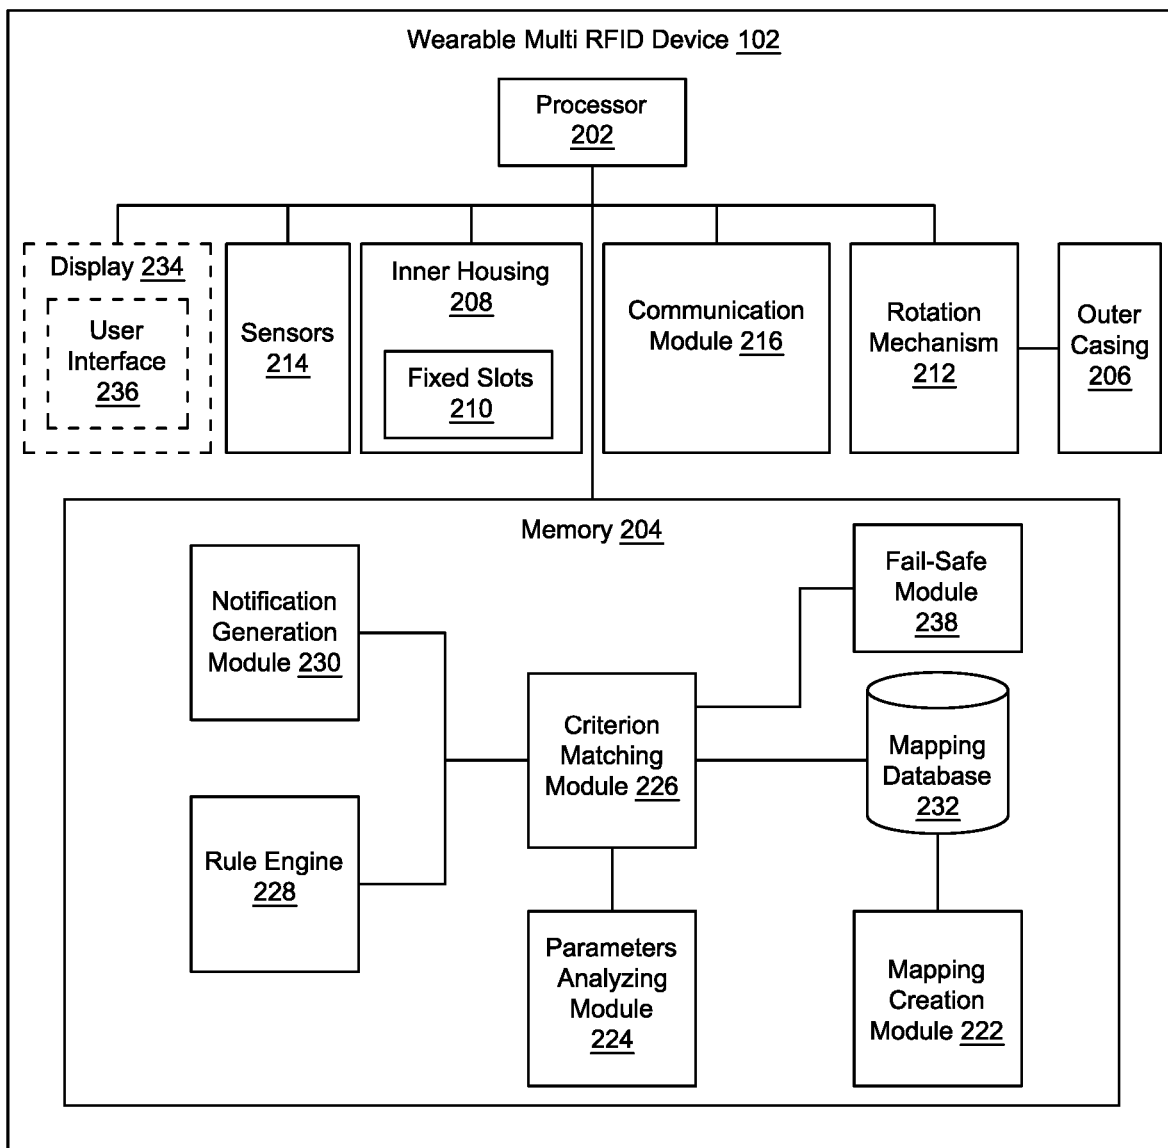 Wearable Multi RFID Device 102
Processor
202
Display 234
User
Interface
236
Sensors
214
Inner Housing
208
Fixed Slots
210
Communication
Module 216
Rotation
Mechanism
212
Outer
Casing
206
Memory 204
Notification
Generation
Module 230
Fail-Safe
Module
238
Criterion
Matching
Module 226
Mapping
Database
232
Rule Engine
228
Parameters
Analyzing
Module
224
Mapping
Creation
Module 222